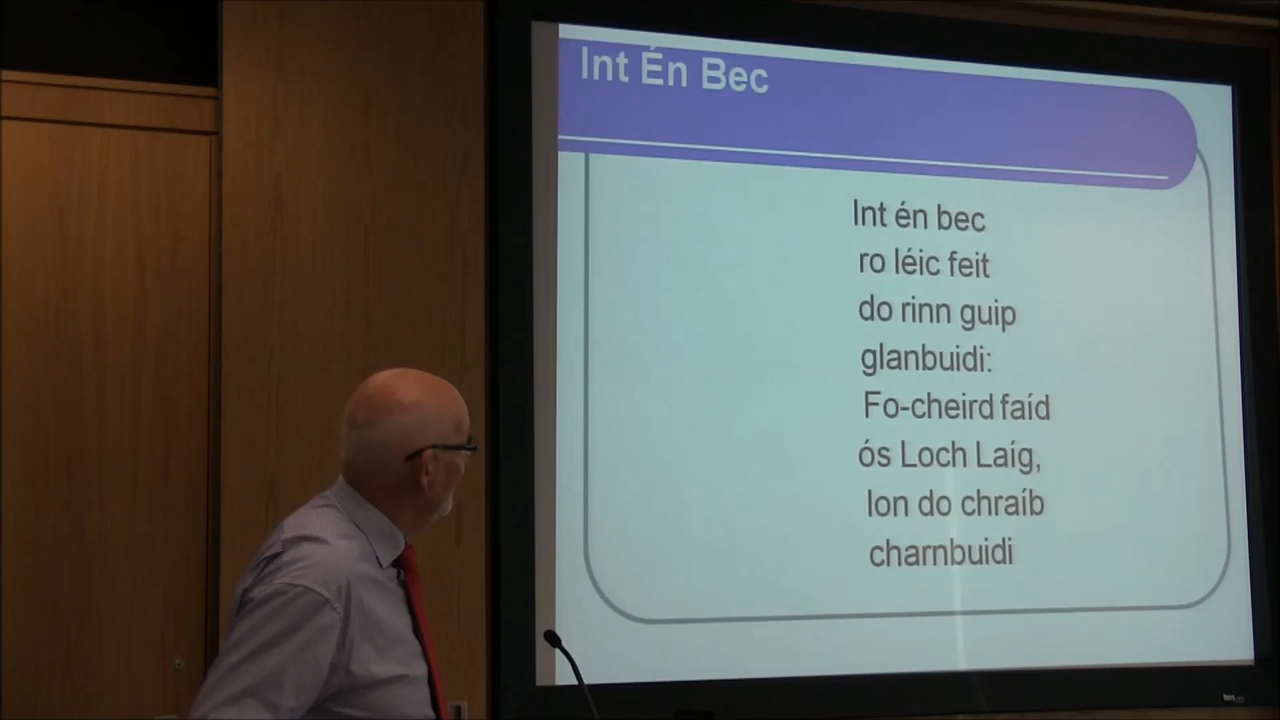 Int Én Bec
Int én bec
ro léic feit
do rinn guip
glanbuidi:
Fo-cheird faíd
ós Loch Laíg,
lon do chraíb
charnbuidi